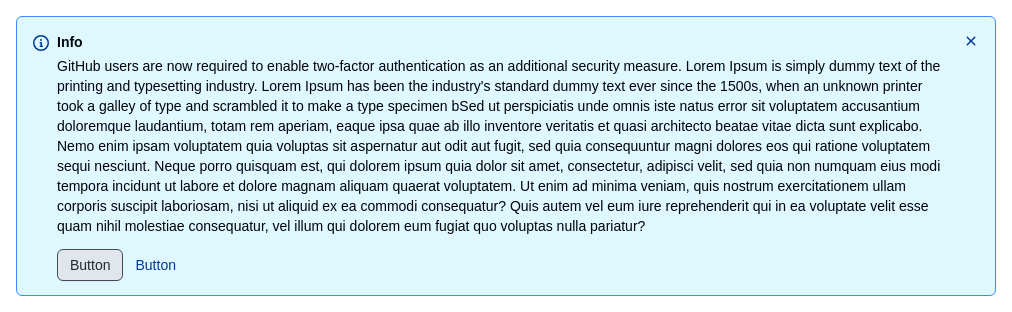 Info
GitHub users are now required to enable two-factor authentication as an additional security measure. Lorem Ipsum is simply dummy text of the
printing and typesetting industry. Lorem Ipsum has been the industry's standard dummy text ever since the 1500s, when an unknown printer
took a galley of type and scrambled it to make a type specimen bSed ut perspiciatis unde omnis iste natus error sit voluptatem accusantium
doloremque laudantium, totam rem aperiam, eaque ipsa quae ab illo inventore veritatis et quasi architecto beatae vitae dicta sunt explicabo.
Nemo enim ipsam voluptatem quia voluptas sit aspernatur aut odit aut fugit, sed quia consequuntur magni dolores eos qui ratione voluptatem
sequi nesciunt. Neque porro quisquam est, qui dolorem ipsum quia dolor sit amet, consectetur, adipisci velit, sed quia non numquam eius modi
tempora incidunt ut labore et dolore magnam aliquam quaerat voluptatem. Ut enim ad minima veniam, quis nostrum exercitationem ullam
corporis suscipit laboriosam, nisi ut aliquid ex ea commodi consequatur? Quis autem vel eum iure reprehenderit qui in ea voluptate velit esse
quam nihil molestiae consequatur, vel illum qui dolorem eum fugiat quo voluptas nulla pariatur?
Button Button